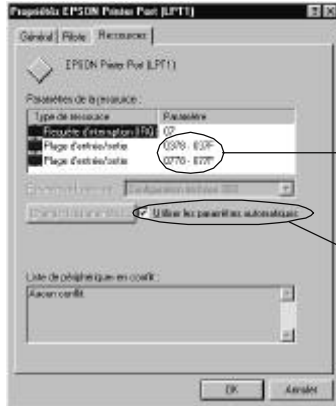 Propriétés EPSON Printer Port (LPT1)
Général Pilote Ressources
EPSON Printer Port (LPT1)
Paramètres de la ressource :
Type de ressource Paramètre
Requête d'interruption (IRQ) 07
Plage d'entrée/sortie 0378 - 037F
Plage d'entrée/sortie 0778 - 077F
Utiliser les paramètres automatiques
Liste de périphérique en conflit :
Aucun conflit.
OK Annuler